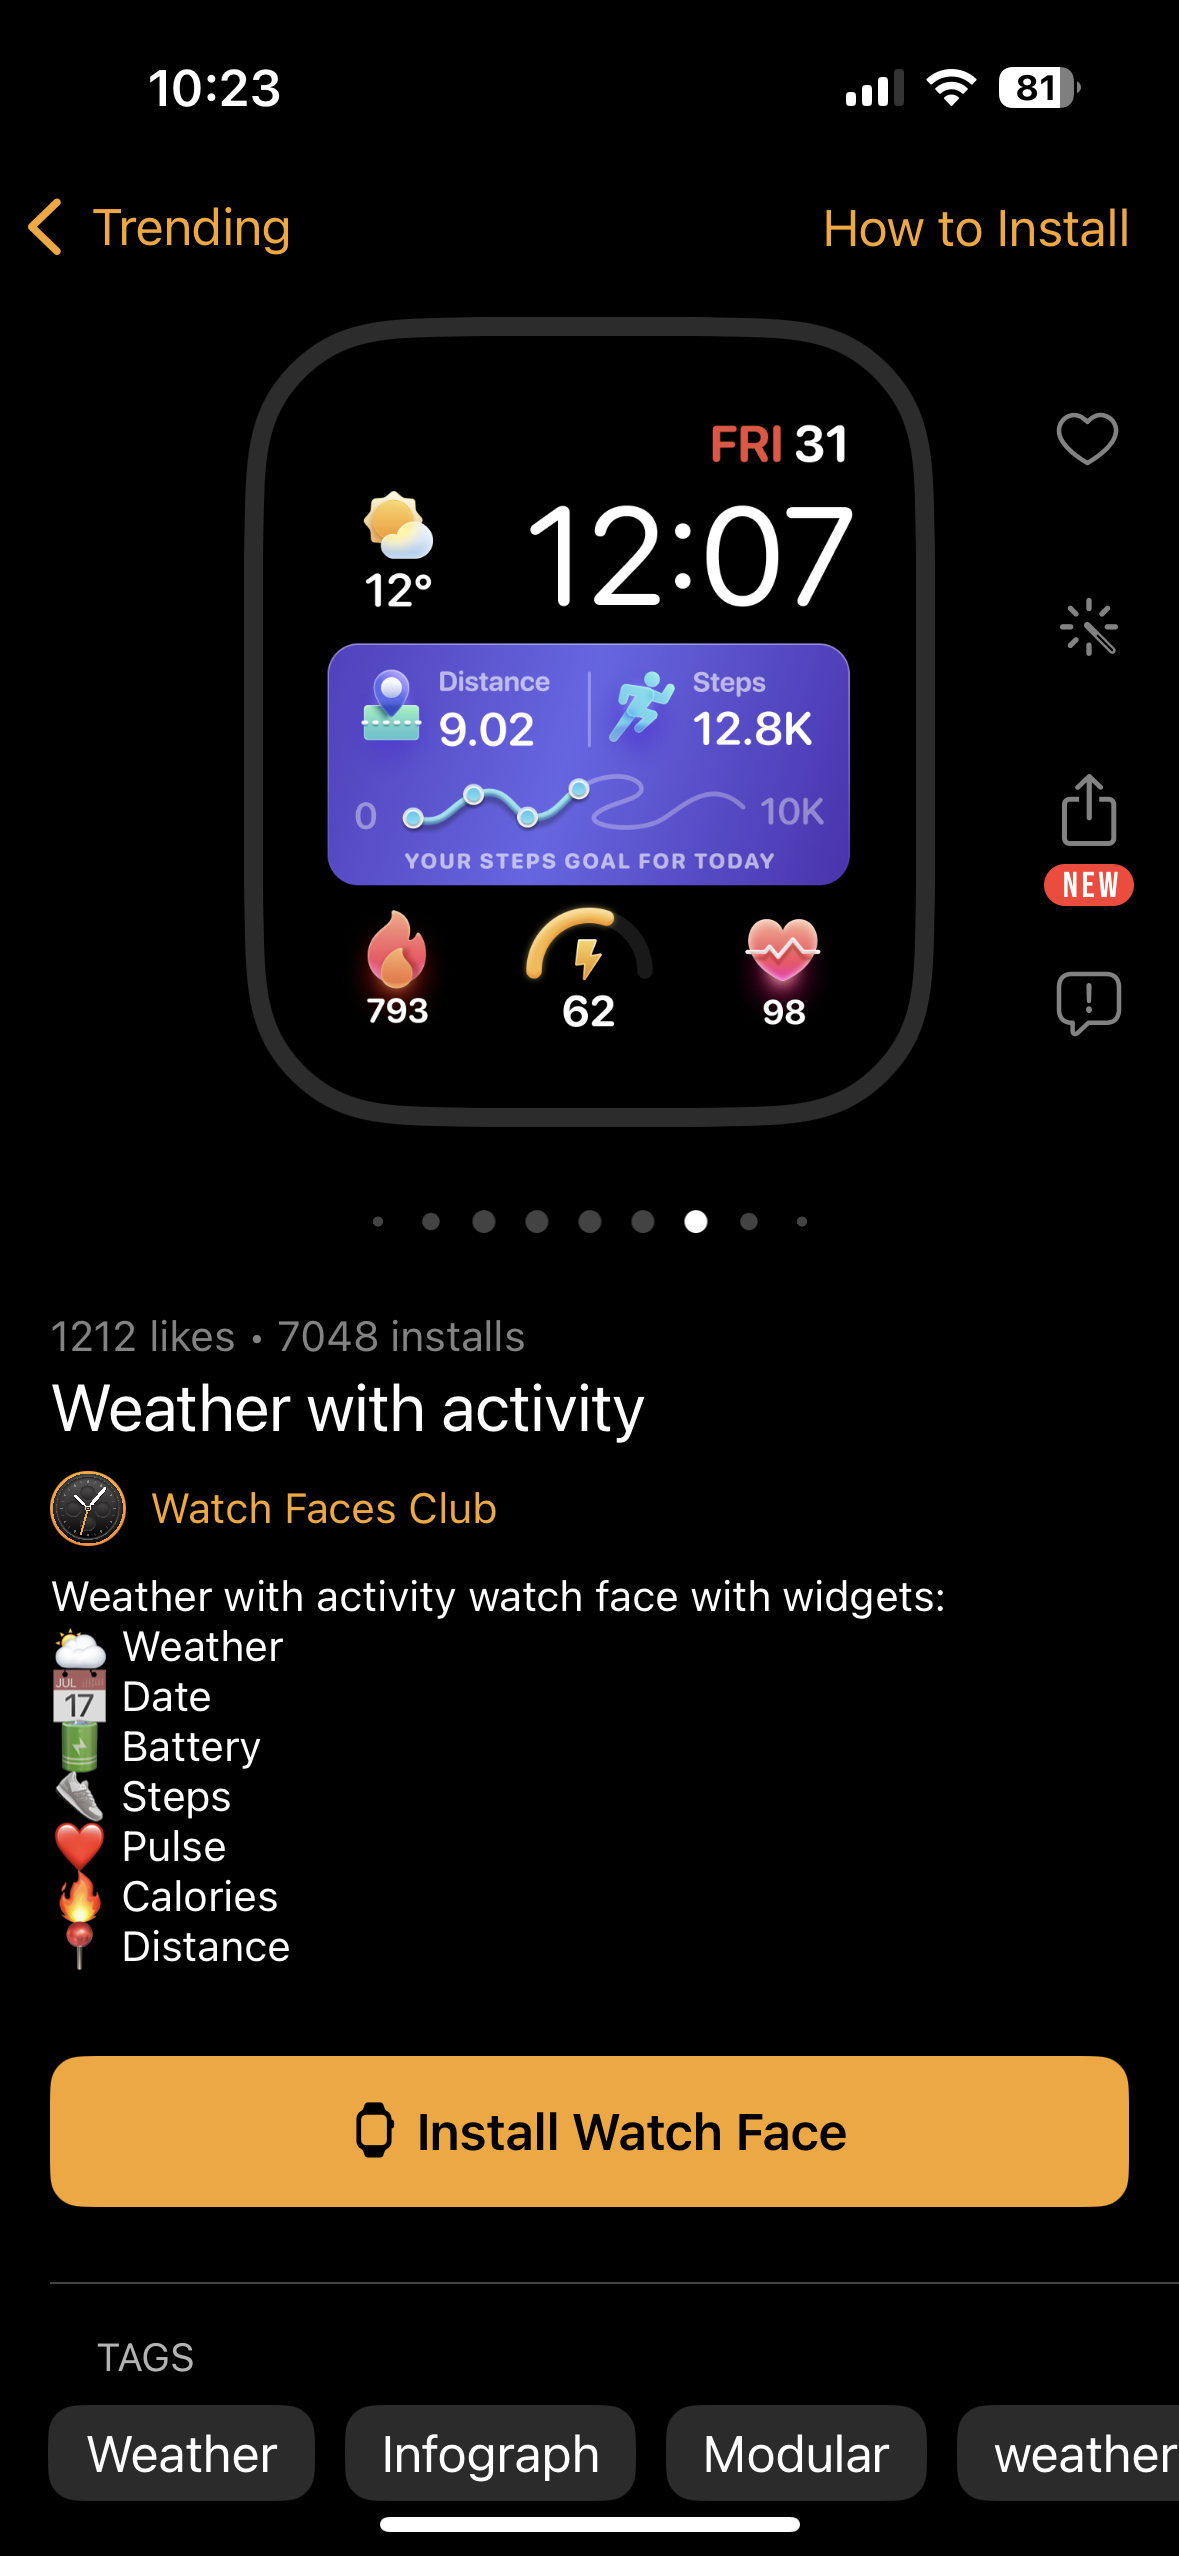 10:23
81
Trending
How to Install
FRI 31
12:07
12°
Distance
9.02
Steps
12.8K
0
10K
YOUR STEPS GOAL FOR TODAY
793
62
98
NEW
1212 likes • 7048 installs
Weather with activity
Watch Faces Club
Weather with activity watch face with widgets:
Weather
JUL
17
Date
Battery
Steps
Pulse
Calories
Distance
Install Watch Face
TAGS
Weather
Infograph
Modular
weather